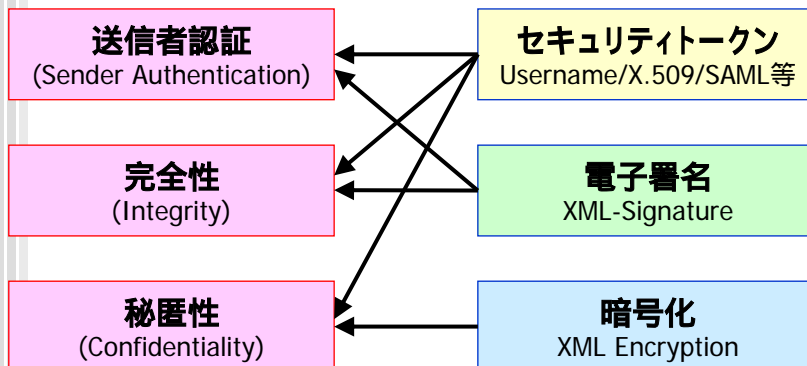 送信者認証
(Sender Authentication)
セキュリティトークン
Username/X.509/SAML等
完全性
(Integrity)
電子署名
XML-Signature
秘匿性
(Confidentiality)
暗号化
XML Encryption